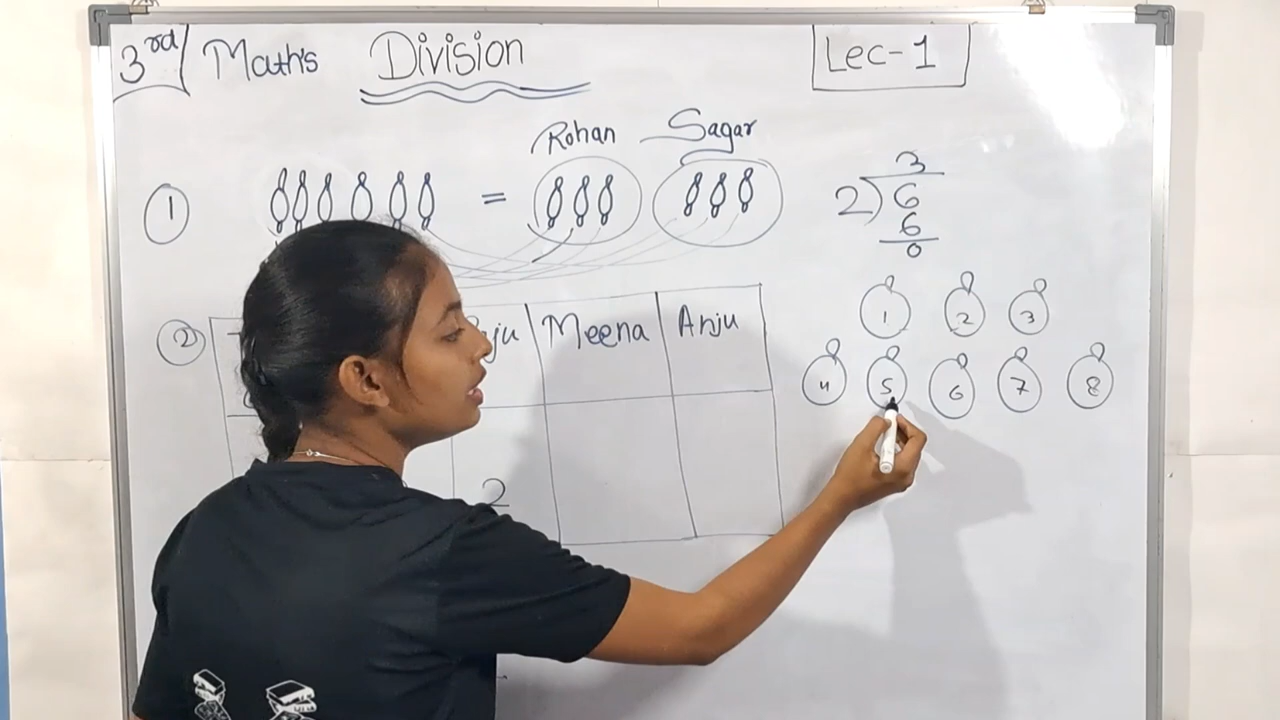 3rd Math's Division Lec-1
Rohan Sagar
1 =
3
2)6
6
0
1 2 3
2 Meena Anju
4 5 6 7 8
2